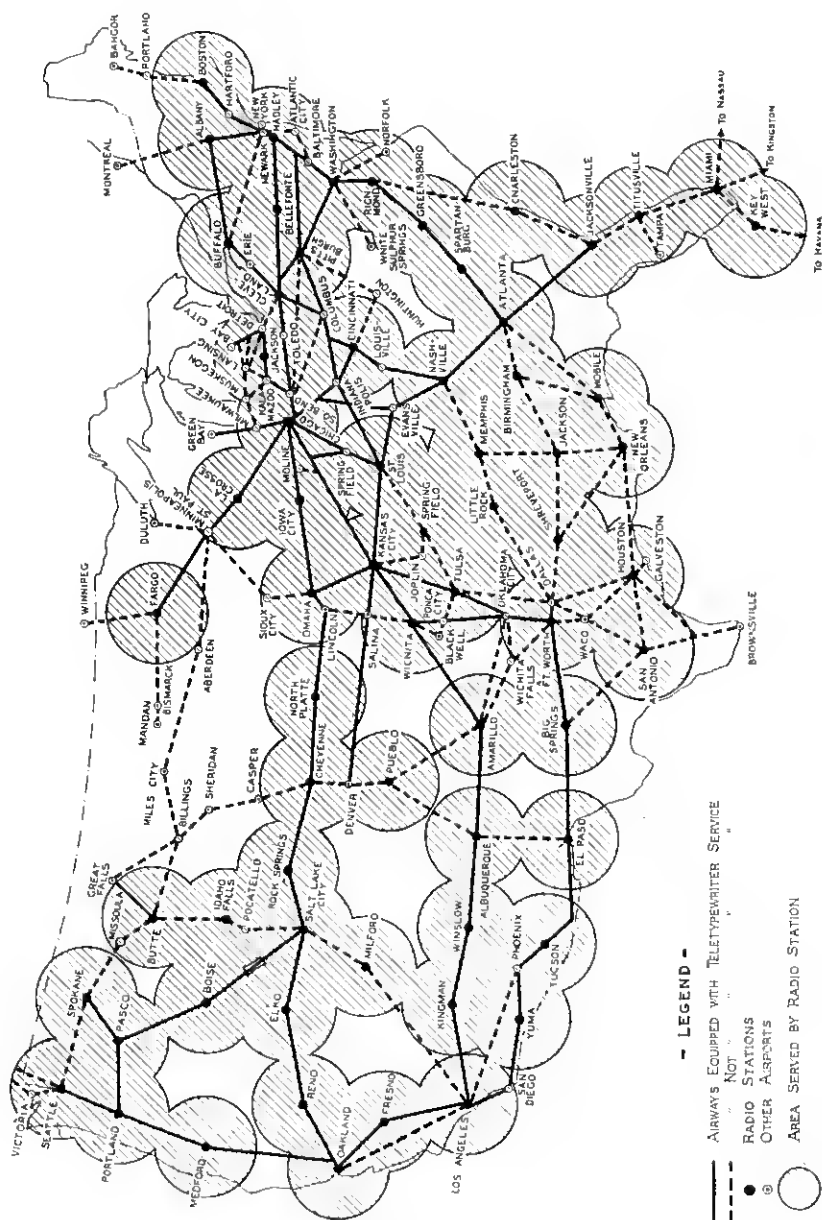 BANGOR
PORTLAND
BOSTON
HARTFORD
ALBANY
MONTREAL
NEW YORK
NEWARK
HADLEY
ATLANTIC CITY
BALTIMORE
WASHINGTON
NORFOLK
BELLEFONTE
RICHMOND
GREENSBORO
CHARLESTON
JACKSONVILLE
TITUSVILLE
TAMPA
MIAMI
KEY WEST
TO NASSAU
TO KINGSTON
TO HAVANA
BUFFALO
ERIE
CLEVELAND
PITTSBURGH
WHITE SULPHUR SPRINGS
SPARTANBURG
ATLANTA
DETROIT
BAY CITY
LANSING
MUSKEGON
MILWAUKEE
KALAMAZOO
JACKSON
TOLEDO
COLUMBUS
CINCINNATI
HUNTINGTON
LOUISVILLE
NASHVILLE
GREEN BAY
CHICAGO
SO BEND
INDIANAPOLIS
EVANSVILLE
MEMPHIS
BIRMINGHAM
MOBILE
JACKSON
NEW ORLEANS
LA CROSSE
MOLINE
SPRINGFIELD
ST. LOUIS
LITTLE ROCK
SHREVEPORT
DULUTH
MINNEAPOLIS
ST PAUL
IOWA CITY
KANSAS CITY
SPRINGFIELD
JOPLIN
TULSA
OKLAHOMA CITY
DALLAS
HOUSTON
GALVESTON
WINNIPEG
FARGO
SIOUX CITY
OMAHA
LINCOLN
SALINA
WICHITA
PONCA CITY
BLACKWELL
WICHITA FALLS
FT. WORTH
WACO
SAN ANTONIO
BROWNSVILLE
MANDAN
BISMARCK
ABERDEEN
NORTH PLATTE
CHEYENNE
DENVER
PUEBLO
AMARILLO
BIG SPRINGS
MILES CITY
BILLINGS
SHERIDAN
CASPER
GREAT FALLS
MISSOULA
BUTTE
IDAHO FALLS
POCATELLO
ROCK SPRINGS
SALT LAKE CITY
MILFORD
WINSLOW
ALBUQUERQUE
EL PASO
SPOKANE
PASCO
BOISE
ELKO
KINGMAN
PHOENIX
TUCSON
YUMA
VICTORIA
SEATTLE
PORTLAND
MEDFORD
RENO
OAKLAND
FRESNO
LOS ANGELES
SAN DIEGO
- LEGEND -
AIRWAYS EQUIPPED WITH TELETYPEWRITER SERVICE
" NOT " " " "
RADIO STATIONS
OTHER AIRPORTS
AREA SERVED BY RADIO STATION